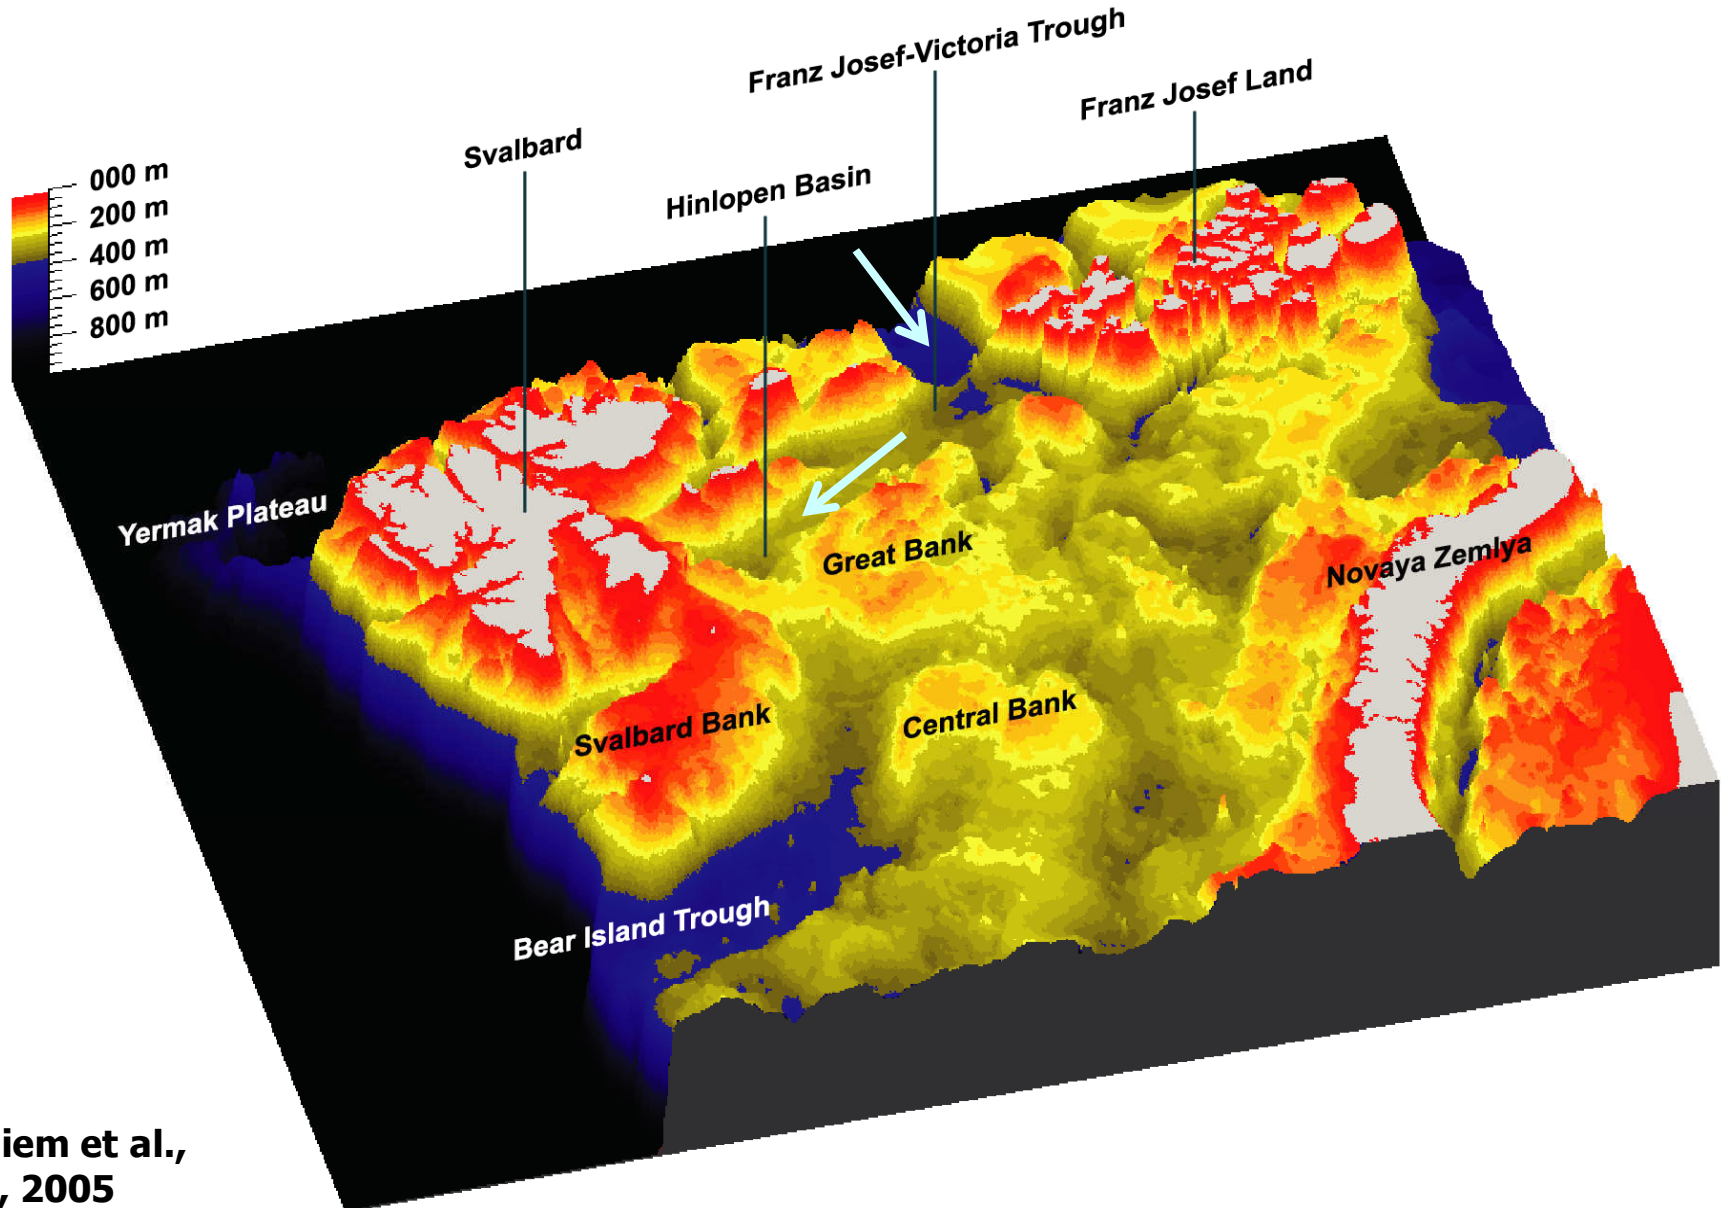 Franz Josef-Victoria Trough
Franz Josef Land
Svalbard
Hinlopen Basin
000 m
200 m
400 m
600 m
800 m
Yermak Plateau
Great Bank
Novaya Zemlya
Svalbard Bank
Central Bank
Bear Island Trough
iem et al.,
, 2005